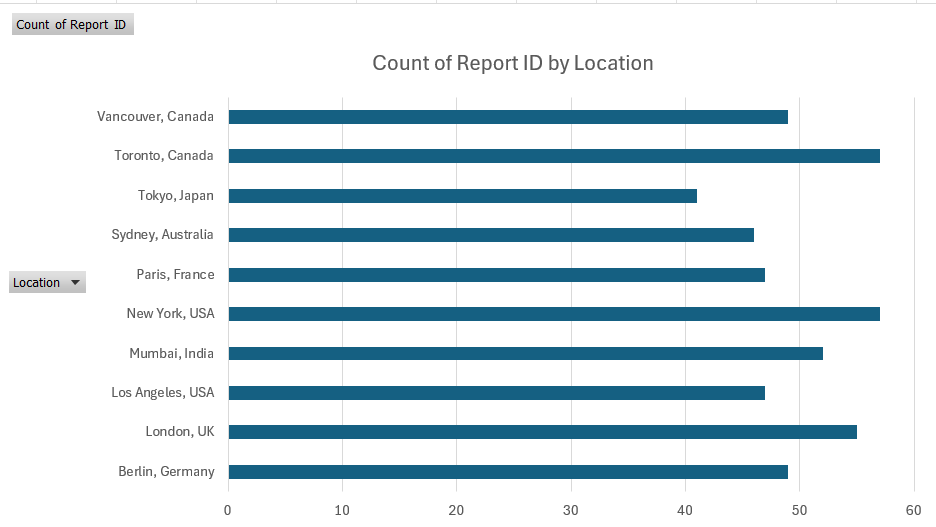 Count of Report ID
Count of Report ID by Location
Vancouver, Canada
Toronto, Canada
Tokyo, Japan
Sydney, Australia
Location
Paris, France
New York, USA
Mumbai, India
Los Angeles, USA
London, UK
Berlin, Germany
0 10 20 30 40 50 60